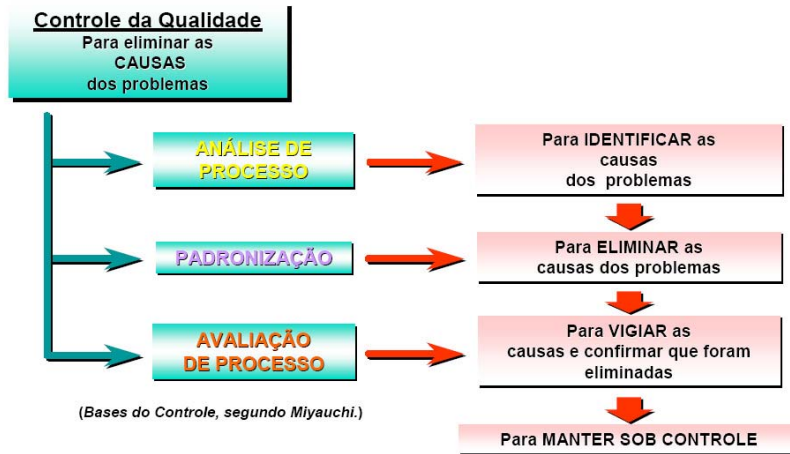 Controle da Qualidade
Para eliminar as
CAUSAS
dos problemas
ANÁLISE DE
PROCESSO
Para IDENTIFICAR as
causas
dos problemas
PADRONIZAÇÃO
Para ELIMINAR as
causas dos problemas
AVALIAÇÃO
DE PROCESSO
Para VIGIAR as
causas e confirmar que foram
eliminadas
(Bases do Controle, segundo Miyauchi.)
Para MANTER SOB CONTROLE